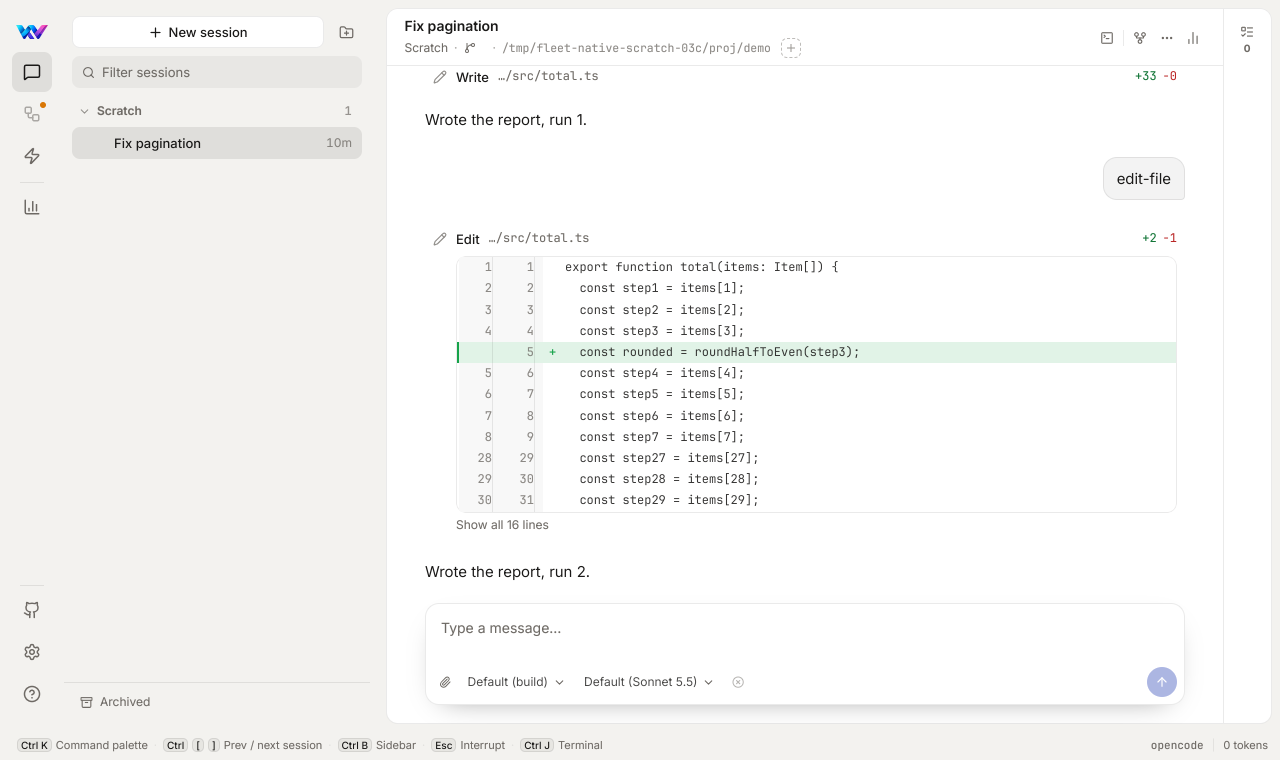 New session
Filter sessions
Scratch 1
Fix pagination 10m
Archived
Fix pagination
Scratch · · /tmp/fleet-native-scratch-03c/proj/demo
0
Write …/src/total.ts +33 -0
Wrote the report, run 1.
edit-file
Edit …/src/total.ts +2 -1
1 1 export function total(items: Item[]) {
2 2 const step1 = items[1];
3 3 const step2 = items[2];
4 4 const step3 = items[3];
5 + const rounded = roundHalfToEven(step3);
5 6 const step4 = items[4];
6 7 const step5 = items[5];
7 8 const step6 = items[6];
8 9 const step7 = items[7];
28 29 const step27 = items[27];
29 30 const step28 = items[28];
30 31 const step29 = items[29];
Show all 16 lines
Wrote the report, run 2.
Type a message...
Default (build) Default (Sonnet 5.5)
Ctrl K Command palette Ctrl [ ] Prev / next session Ctrl B Sidebar Esc Interrupt Ctrl J Terminal opencode 0 tokens